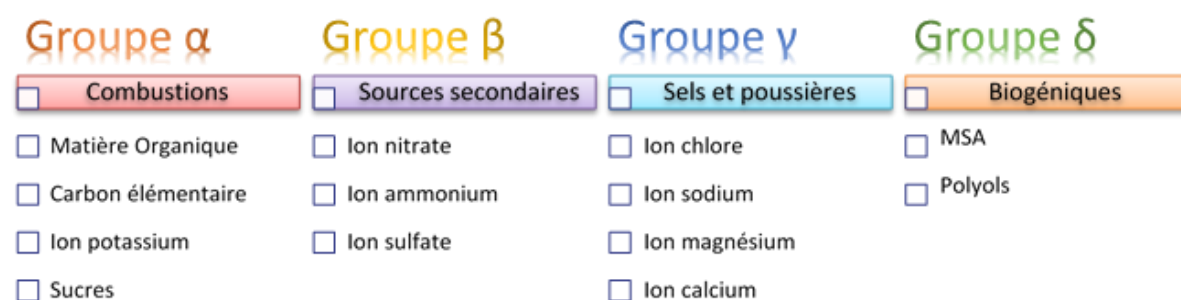 Groupe α
Combustions
Matière Organique
Carbon élémentaire
Ion potassium
Sucres
Groupe β
Sources secondaires
Ion nitrate
Ion ammonium
Ion sulfate
Groupe γ
Sels et poussières
Ion chlore
Ion sodium
Ion magnésium
Ion calcium
Groupe δ
Biogéniques
MSA
Polyols